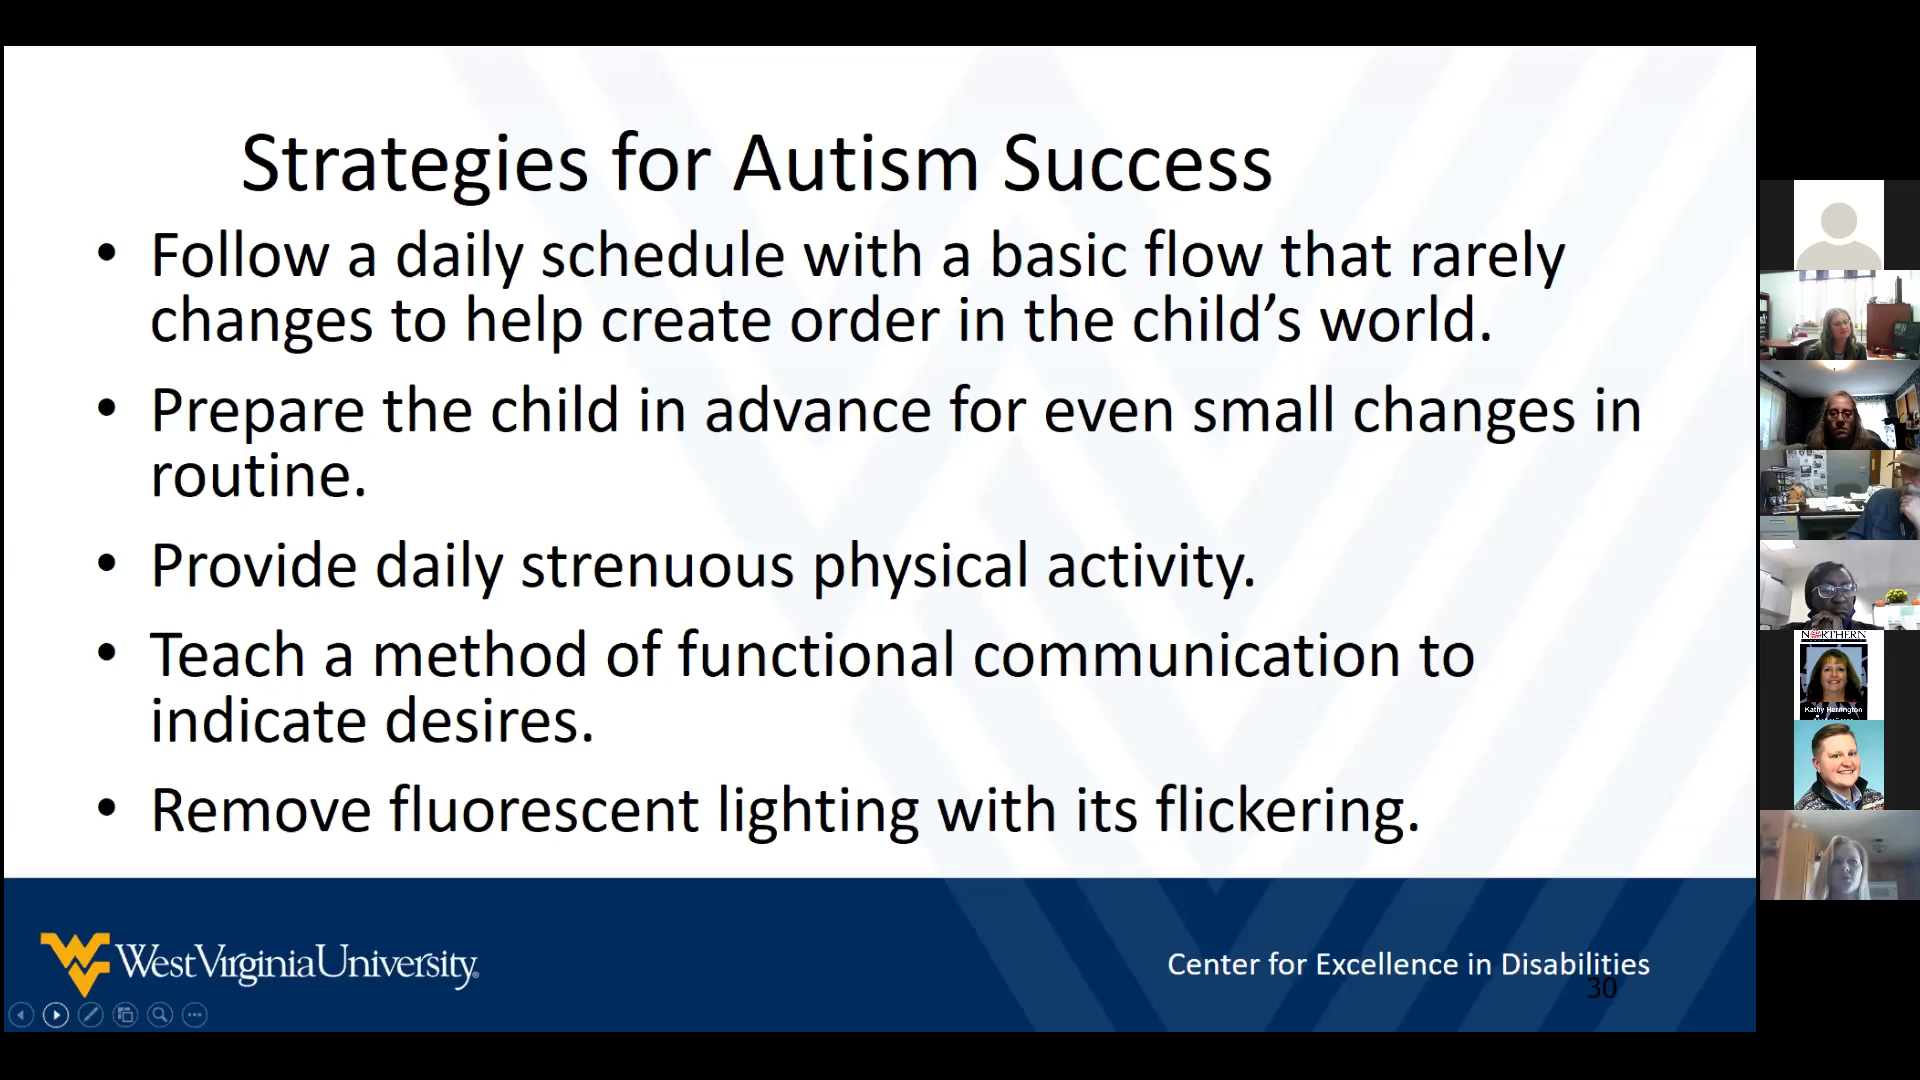 Strategies for Autism Success
• Follow a daily schedule with a basic flow that rarely
changes to help create order in the child’s world.
• Prepare the child in advance for even small changes in
routine.
• Provide daily strenuous physical activity.
• Teach a method of functional communication to
indicate desires.
• Remove fluorescent lighting with its flickering.
WestVirginiaUniversity®
Center for Excellence in Disabilities
30
NORTHERN
Kathy Herrington